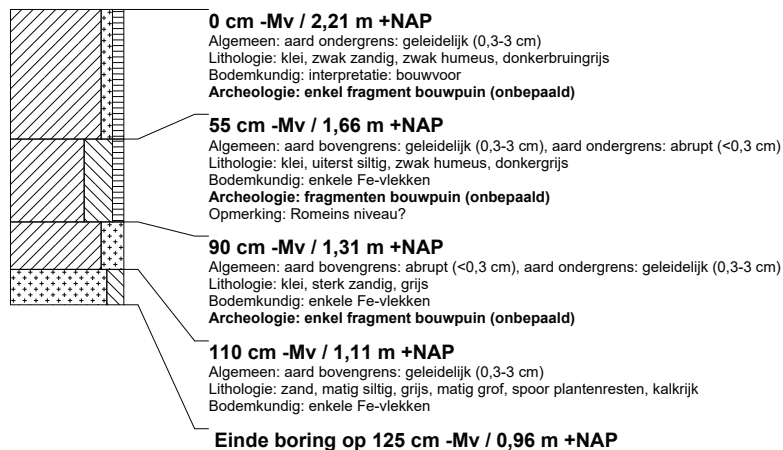 0 cm -Mv / 2,21 m +NAP
Algemeen: aard ondergrens: geleidelijk (0,3-3 cm)
Lithologie: klei, zwak zandig, zwak humeus, donkerbruingrijs
Bodemkundig: interpretatie: bouwvoor
Archeologie: enkel fragment bouwpuin (onbepaald)
55 cm -Mv / 1,66 m +NAP
Algemeen: aard bovengrens: geleidelijk (0,3-3 cm), aard ondergrens: abrupt (<0,3 cm)
Lithologie: klei, uiterst siltig, zwak humeus, donkergrijs
Bodemkundig: enkele Fe-vlekken
Archeologie: fragmenten bouwpuin (onbepaald)
Opmerking: Romeins niveau?
90 cm -Mv / 1,31 m +NAP
Algemeen: aard bovengrens: abrupt (<0,3 cm), aard ondergrens: geleidelijk (0,3-3 cm)
Lithologie: klei, sterk zandig, grijs
Bodemkundig: enkele Fe-vlekken
Archeologie: enkel fragment bouwpuin (onbepaald)
110 cm -Mv / 1,11 m +NAP
Algemeen: aard bovengrens: geleidelijk (0,3-3 cm)
Lithologie: zand, matig siltig, grijs, matig grof, spoor plantenresten, kalkrijk
Bodemkundig: enkele Fe-vlekken
Einde boring op 125 cm -Mv / 0,96 m +NAP